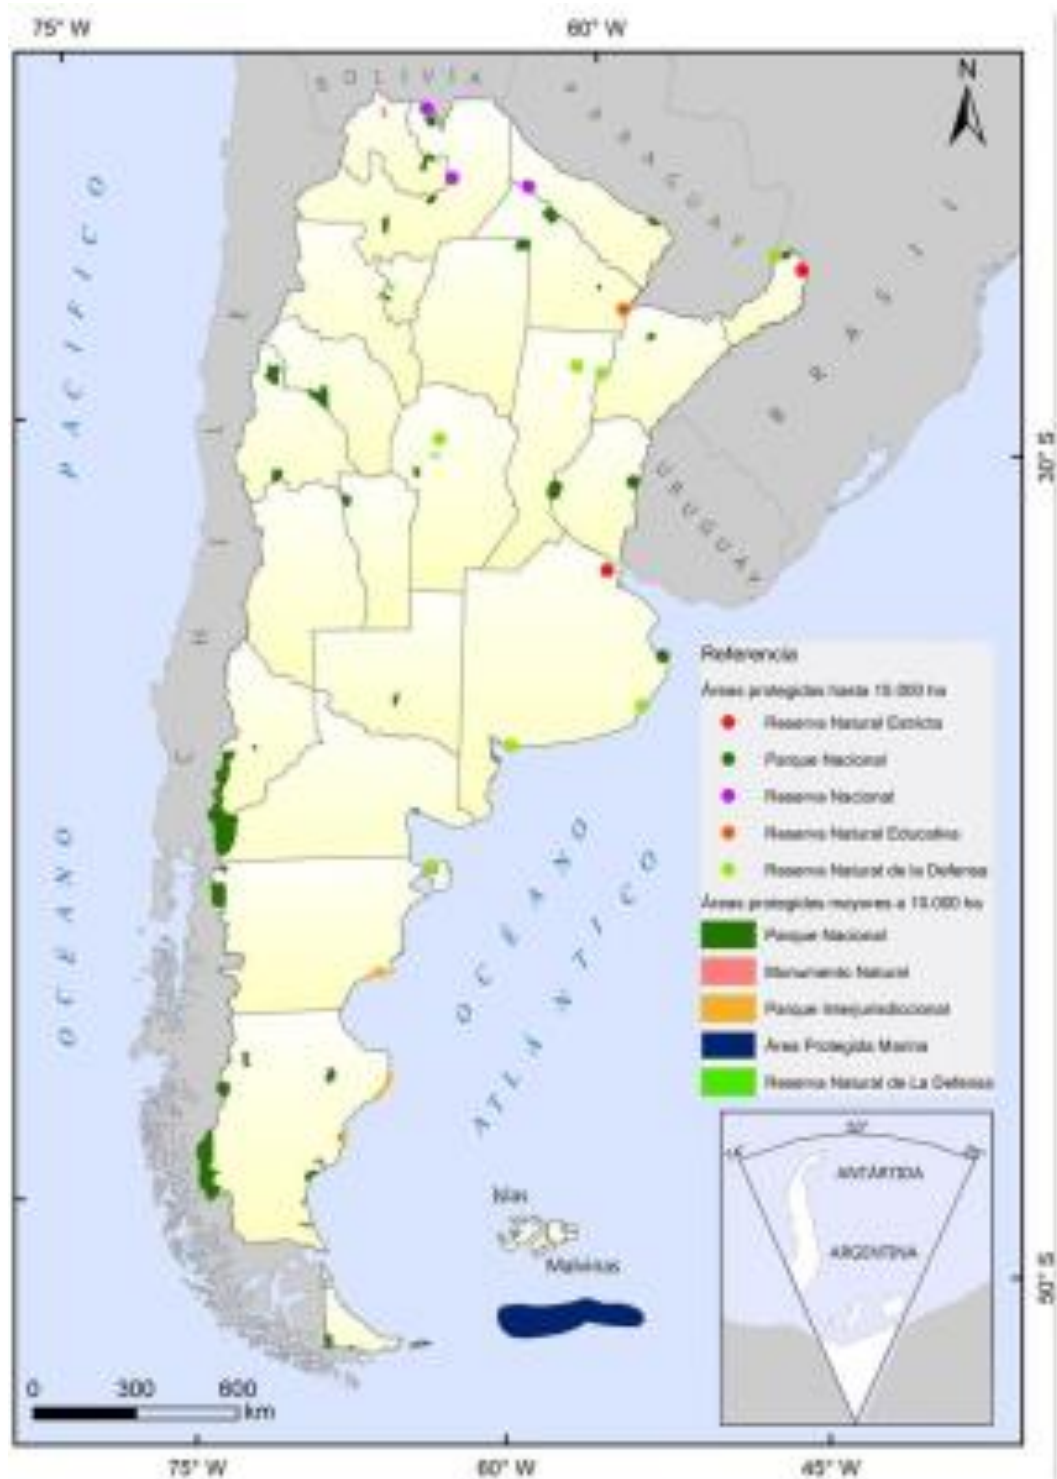 75° W
60° W
N
BOLIVIA
PARAGUAY
BRASIL
URUGUAY
CHILE
OCÉANO PACIFICO
OCÉANO ATLÁNTICO
30° S
50° S
Referencia
Áreas protegidas hasta 10.000 ha
Reserva Natural Estricta
Parque Nacional
Reserva Nacional
Reserva Natural Educativa
Reserva Natural de la Defensa
Áreas protegidas mayores a 10.000 ha
Parque Nacional
Monumento Natural
Parque Interjurisdiccional
Área Protegida Marina
Reserva Natural de La Defensa
Islas
Malvinas
ANTÁRTIDA
ARGENTINA
0 300 600
km
75° W
60° W
45° W